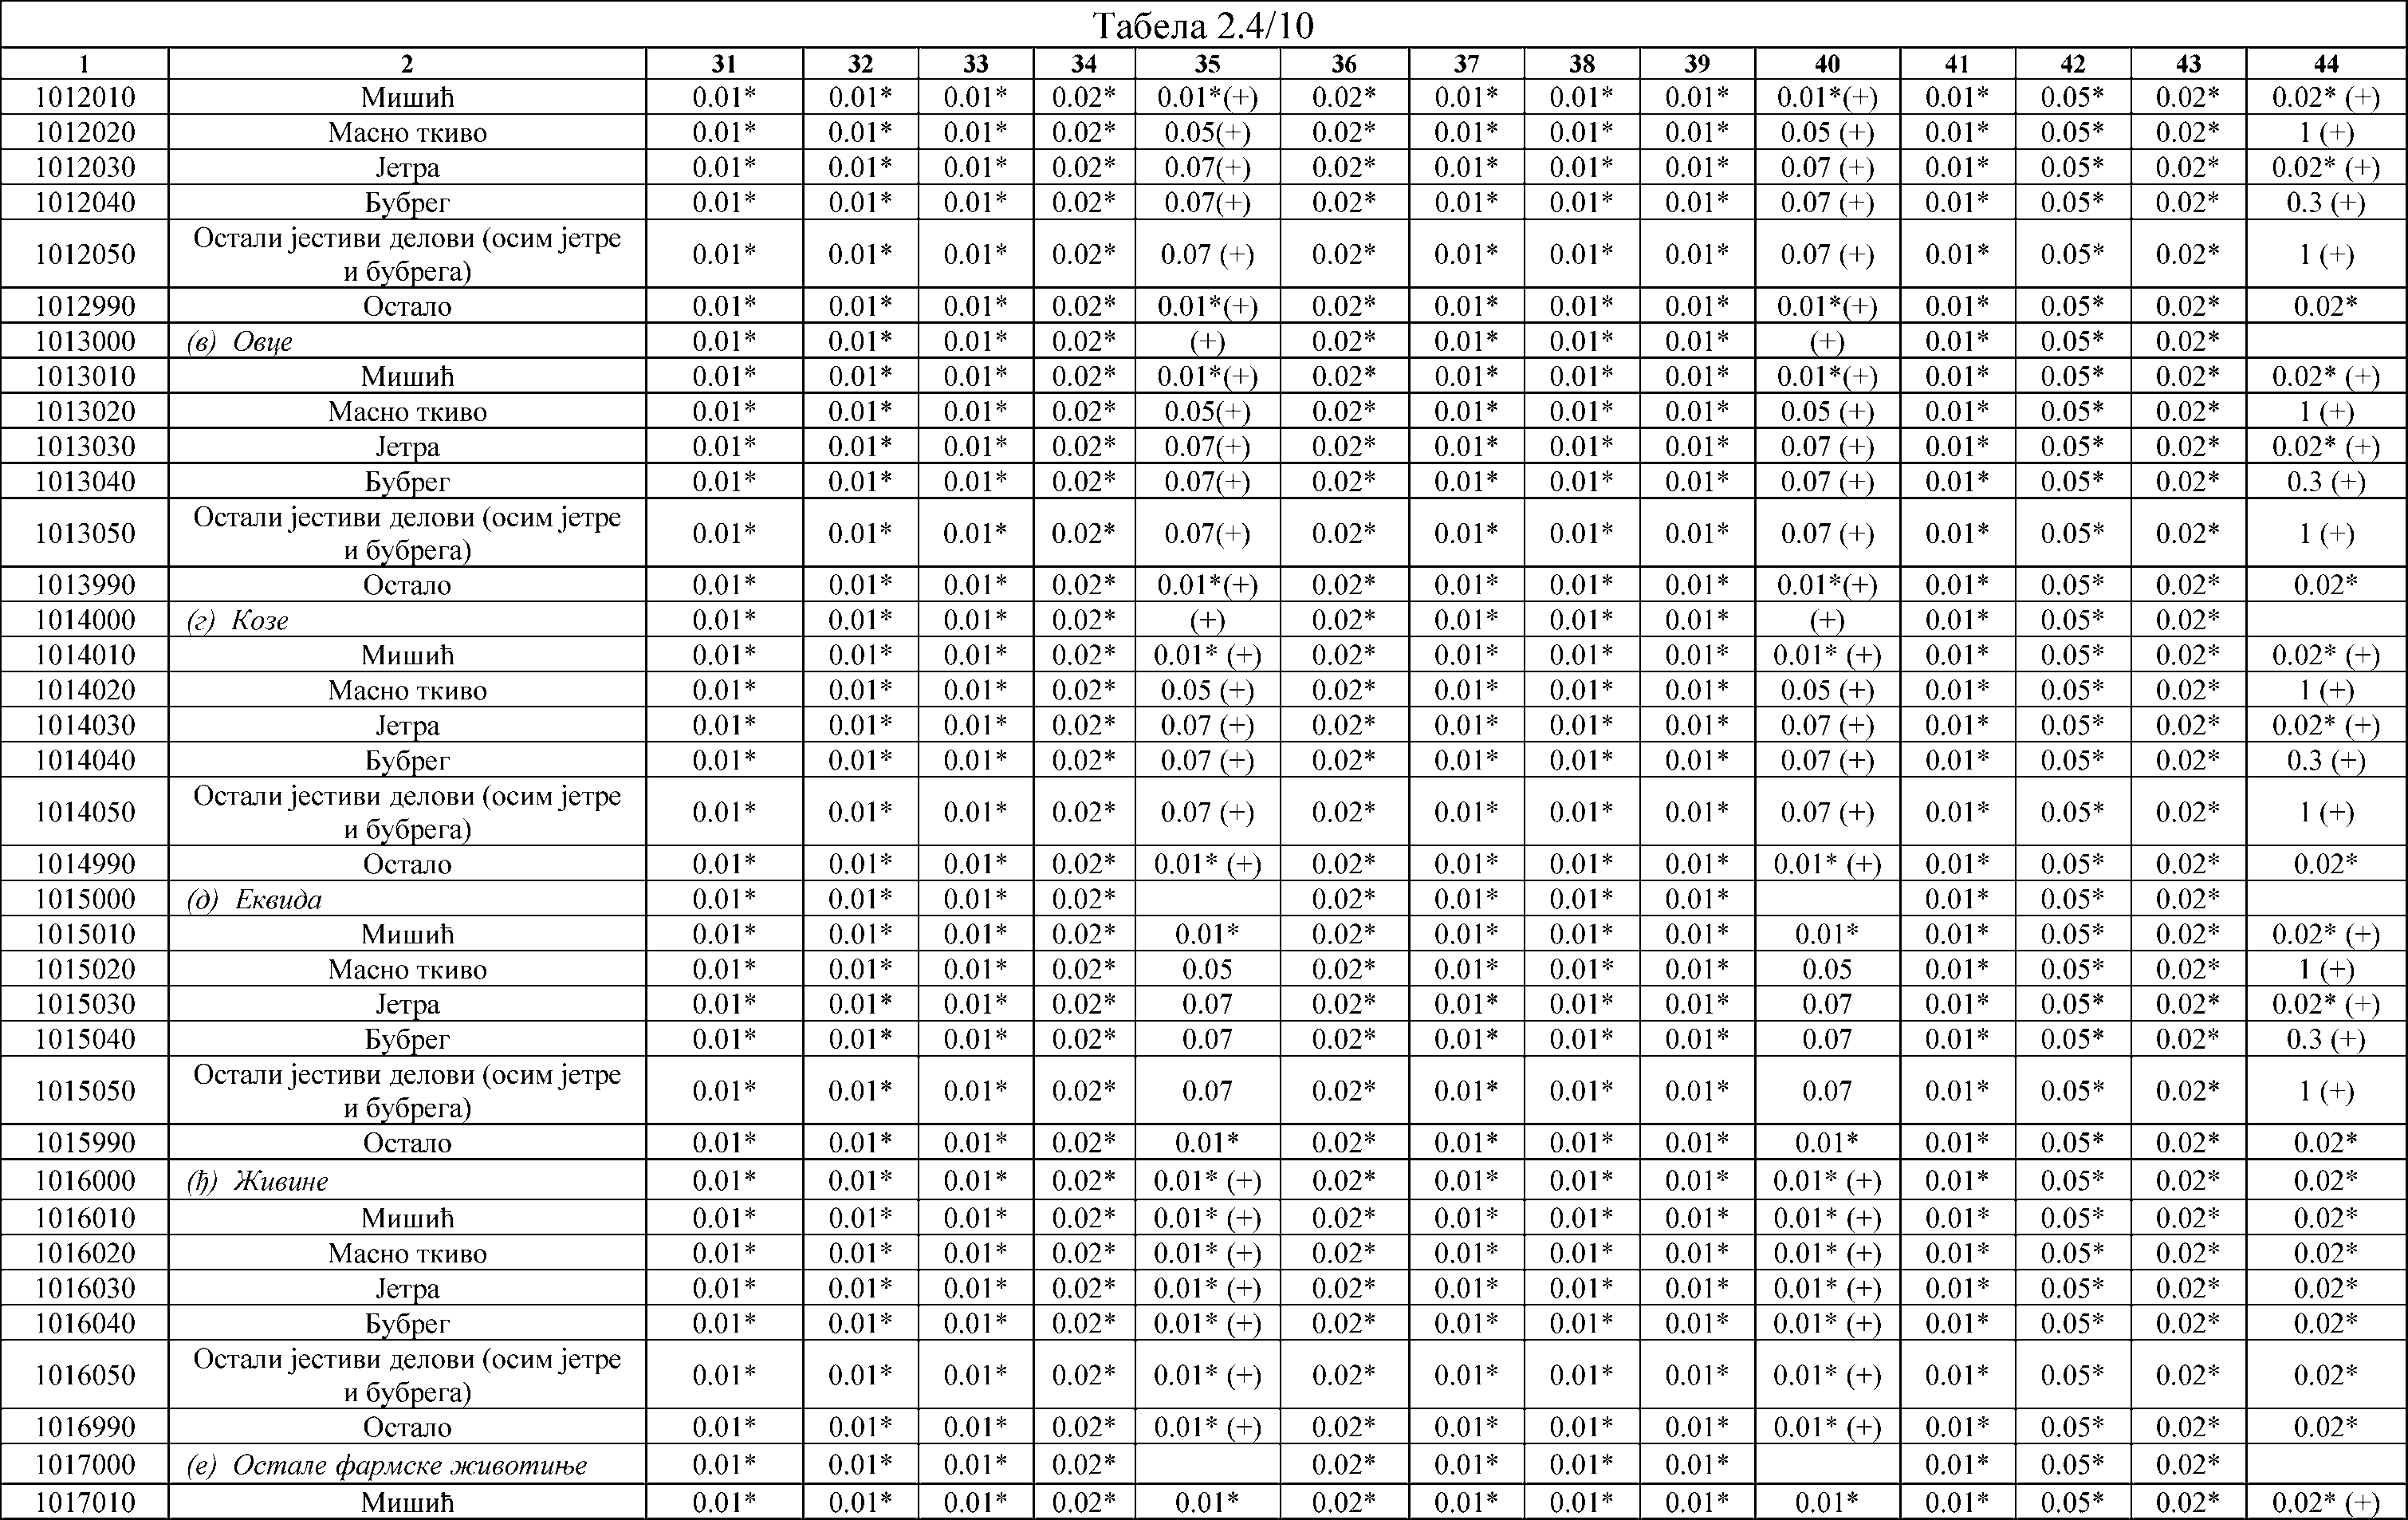 Табела 2.4/10
1 2 31 32 33 34 35 36 37 38 39 40 41 42 43 44
1012010 Мишић 0.01* 0.01* 0.01* 0.02* 0.01*(+) 0.02* 0.01* 0.01* 0.01* 0.01*(+) 0.01* 0.05* 0.02* 0.02* (+)
1012020 Масно ткиво 0.01* 0.01* 0.01* 0.02* 0.05(+) 0.02* 0.01* 0.01* 0.01* 0.05 (+) 0.01* 0.05* 0.02* 1 (+)
1012030 Јетра 0.01* 0.01* 0.01* 0.02* 0.07(+) 0.02* 0.01* 0.01* 0.01* 0.07 (+) 0.01* 0.05* 0.02* 0.02* (+)
1012040 Бубрег 0.01* 0.01* 0.01* 0.02* 0.07(+) 0.02* 0.01* 0.01* 0.01* 0.07 (+) 0.01* 0.05* 0.02* 0.3 (+)
1012050 Остали јестиви делови (осим јетре
и бубрега) 0.01* 0.01* 0.01* 0.02* 0.07 (+) 0.02* 0.01* 0.01* 0.01* 0.07 (+) 0.01* 0.05* 0.02* 1 (+)
1012990 Остало 0.01* 0.01* 0.01* 0.02* 0.01*(+) 0.02* 0.01* 0.01* 0.01* 0.01*(+) 0.01* 0.05* 0.02* 0.02*
1013000 (в) Овце 0.01* 0.01* 0.01* 0.02* (+) 0.02* 0.01* 0.01* 0.01* (+) 0.01* 0.05* 0.02*
1013010 Мишић 0.01* 0.01* 0.01* 0.02* 0.01*(+) 0.02* 0.01* 0.01* 0.01* 0.01*(+) 0.01* 0.05* 0.02* 0.02* (+)
1013020 Масно ткиво 0.01* 0.01* 0.01* 0.02* 0.05(+) 0.02* 0.01* 0.01* 0.01* 0.05 (+) 0.01* 0.05* 0.02* 1 (+)
1013030 Јетра 0.01* 0.01* 0.01* 0.02* 0.07(+) 0.02* 0.01* 0.01* 0.01* 0.07 (+) 0.01* 0.05* 0.02* 0.02* (+)
1013040 Бубрег 0.01* 0.01* 0.01* 0.02* 0.07(+) 0.02* 0.01* 0.01* 0.01* 0.07 (+) 0.01* 0.05* 0.02* 0.3 (+)
1013050 Остали јестиви делови (осим јетре
и бубрега) 0.01* 0.01* 0.01* 0.02* 0.07(+) 0.02* 0.01* 0.01* 0.01* 0.07 (+) 0.01* 0.05* 0.02* 1 (+)
1013990 Остало 0.01* 0.01* 0.01* 0.02* 0.01*(+) 0.02* 0.01* 0.01* 0.01* 0.01*(+) 0.01* 0.05* 0.02* 0.02*
1014000 (г) Козе 0.01* 0.01* 0.01* 0.02* (+) 0.02* 0.01* 0.01* 0.01* (+) 0.01* 0.05* 0.02*
1014010 Мишић 0.01* 0.01* 0.01* 0.02* 0.01* (+) 0.02* 0.01* 0.01* 0.01* 0.01* (+) 0.01* 0.05* 0.02* 0.02* (+)
1014020 Масно ткиво 0.01* 0.01* 0.01* 0.02* 0.05 (+) 0.02* 0.01* 0.01* 0.01* 0.05 (+) 0.01* 0.05* 0.02* 1 (+)
1014030 Јетра 0.01* 0.01* 0.01* 0.02* 0.07 (+) 0.02* 0.01* 0.01* 0.01* 0.07 (+) 0.01* 0.05* 0.02* 0.02* (+)
1014040 Бубрег 0.01* 0.01* 0.01* 0.02* 0.07 (+) 0.02* 0.01* 0.01* 0.01* 0.07 (+) 0.01* 0.05* 0.02* 0.3 (+)
1014050 Остали јестиви делови (осим јетре
и бубрега) 0.01* 0.01* 0.01* 0.02* 0.07 (+) 0.02* 0.01* 0.01* 0.01* 0.07 (+) 0.01* 0.05* 0.02* 1 (+)
1014990 Остало 0.01* 0.01* 0.01* 0.02* 0.01* (+) 0.02* 0.01* 0.01* 0.01* 0.01* (+) 0.01* 0.05* 0.02* 0.02*
1015000 (д) Еквида 0.01* 0.01* 0.01* 0.02* 0.02* 0.01* 0.01* 0.01* 0.01* 0.05* 0.02*
1015010 Мишић 0.01* 0.01* 0.01* 0.02* 0.01* 0.02* 0.01* 0.01* 0.01* 0.01* 0.01* 0.05* 0.02* 0.02* (+)
1015020 Масно ткиво 0.01* 0.01* 0.01* 0.02* 0.05 0.02* 0.01* 0.01* 0.01* 0.05 0.01* 0.05* 0.02* 1 (+)
1015030 Јетра 0.01* 0.01* 0.01* 0.02* 0.07 0.02* 0.01* 0.01* 0.01* 0.07 0.01* 0.05* 0.02* 0.02* (+)
1015040 Бубрег 0.01* 0.01* 0.01* 0.02* 0.07 0.02* 0.01* 0.01* 0.01* 0.07 0.01* 0.05* 0.02* 0.3 (+)
1015050 Остали јестиви делови (осим јетре
и бубрега) 0.01* 0.01* 0.01* 0.02* 0.07 0.02* 0.01* 0.01* 0.01* 0.07 0.01* 0.05* 0.02* 1 (+)
1015990 Остало 0.01* 0.01* 0.01* 0.02* 0.01* 0.02* 0.01* 0.01* 0.01* 0.01* 0.01* 0.05* 0.02* 0.02*
1016000 (ђ) Живине 0.01* 0.01* 0.01* 0.02* 0.01* (+) 0.02* 0.01* 0.01* 0.01* 0.01* (+) 0.01* 0.05* 0.02* 0.02*
1016010 Мишић 0.01* 0.01* 0.01* 0.02* 0.01* (+) 0.02* 0.01* 0.01* 0.01* 0.01* (+) 0.01* 0.05* 0.02* 0.02*
1016020 Масно ткиво 0.01* 0.01* 0.01* 0.02* 0.01* (+) 0.02* 0.01* 0.01* 0.01* 0.01* (+) 0.01* 0.05* 0.02* 0.02*
1016030 Јетра 0.01* 0.01* 0.01* 0.02* 0.01* (+) 0.02* 0.01* 0.01* 0.01* 0.01* (+) 0.01* 0.05* 0.02* 0.02*
1016040 Бубрег 0.01* 0.01* 0.01* 0.02* 0.01* (+) 0.02* 0.01* 0.01* 0.01* 0.01* (+) 0.01* 0.05* 0.02* 0.02*
1016050 Остали јестиви делови (осим јетре
и бубрега) 0.01* 0.01* 0.01* 0.02* 0.01* (+) 0.02* 0.01* 0.01* 0.01* 0.01* (+) 0.01* 0.05* 0.02* 0.02*
1016990 Остало 0.01* 0.01* 0.01* 0.02* 0.01* (+) 0.02* 0.01* 0.01* 0.01* 0.01* (+) 0.01* 0.05* 0.02* 0.02*
1017000 (е) Остале фармске животиње 0.01* 0.01* 0.01* 0.02* 0.02* 0.01* 0.01* 0.01* 0.01* 0.05* 0.02*
1017010 Мишић 0.01* 0.01* 0.01* 0.02* 0.01* 0.02* 0.01* 0.01* 0.01* 0.01* 0.01* 0.05* 0.02* 0.02* (+)